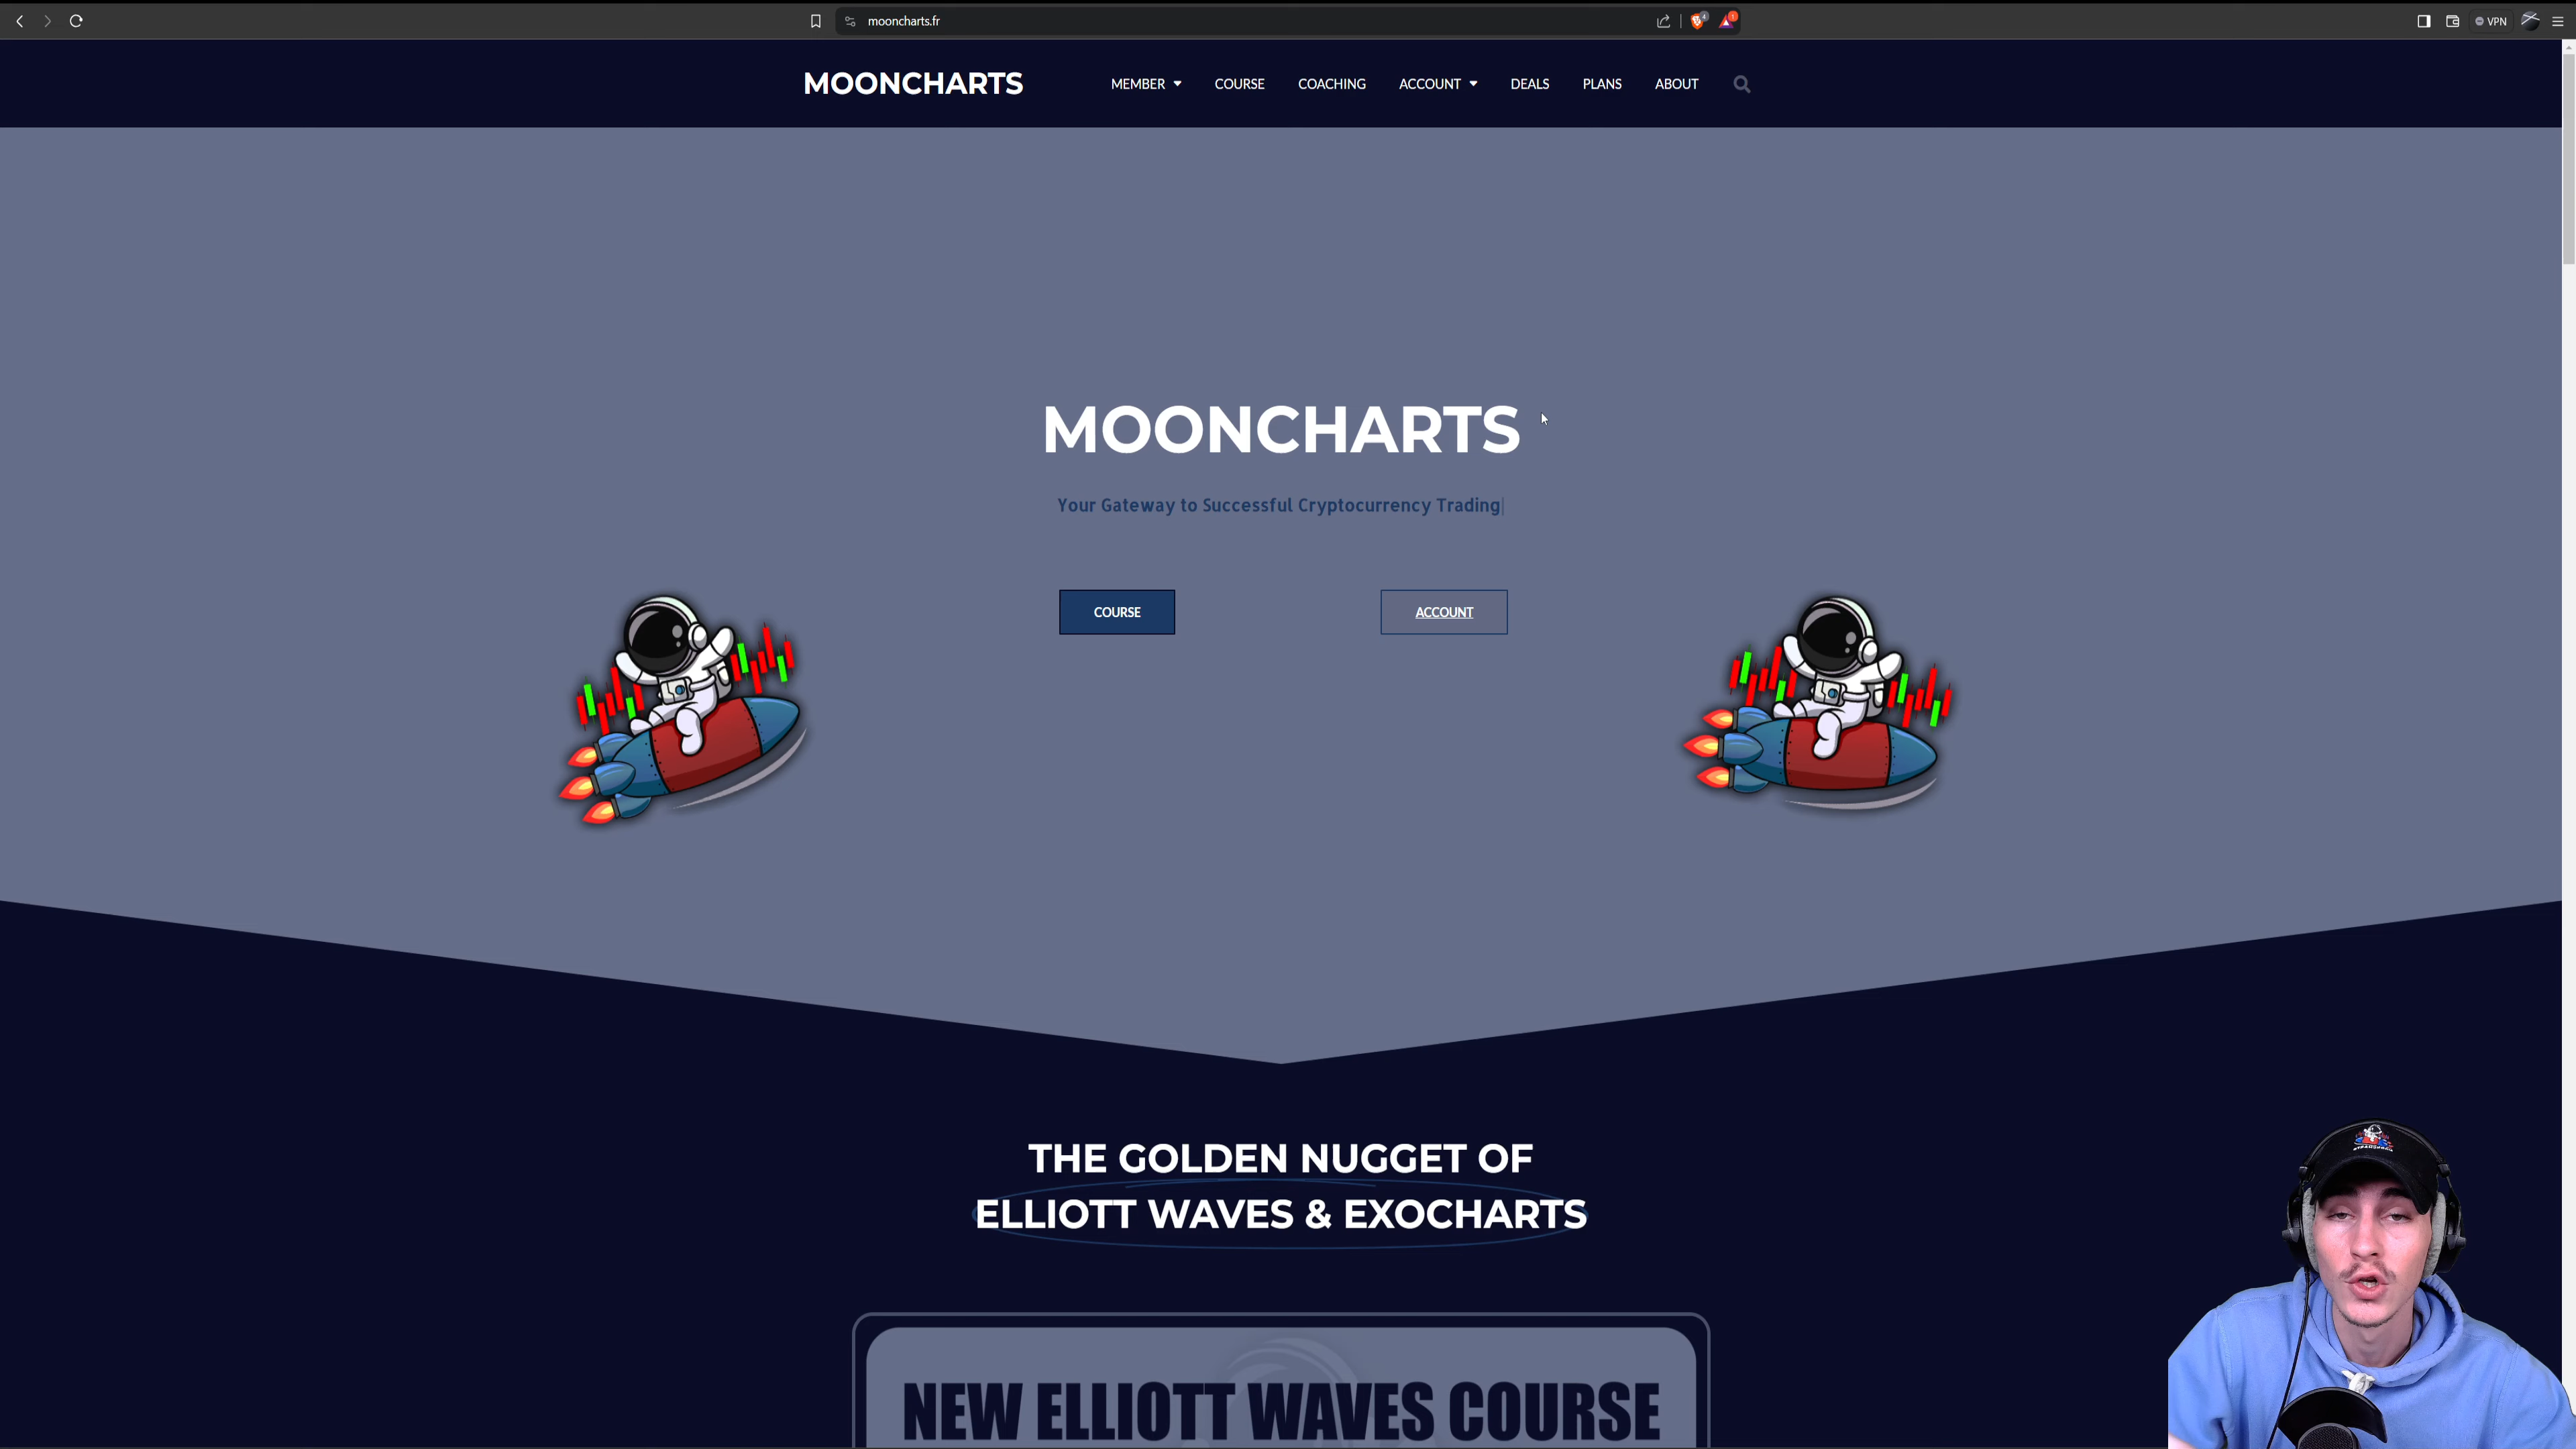 mooncharts.fr
VPN
MOONCHARTS
MEMBER COURSE COACHING ACCOUNT DEALS PLANS ABOUT
MOONCHARTS
Your Gateway to Successful Cryptocurrency Trading
COURSE
ACCOUNT
THE GOLDEN NUGGET OF
ELLIOTT WAVES & EXOCHARTS
NEW ELLIOTT WAVES COURSE